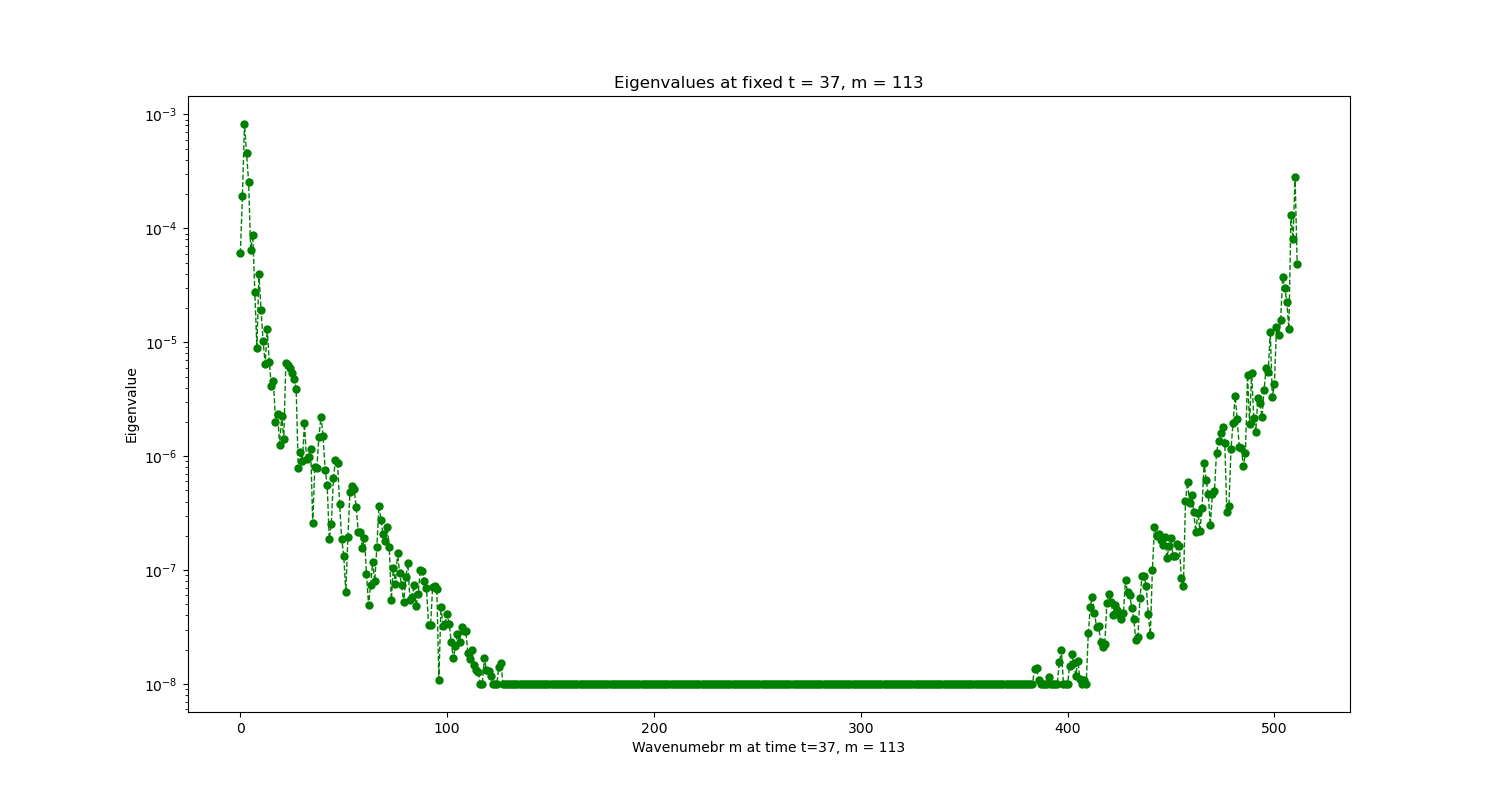 Eigenvalues at fixed t = 37, m = 113
10⁻³
10⁻⁴
10⁻⁵
10⁻⁶
10⁻⁷
10⁻⁸
Eigenvalue
0 100 200 300 400 500
Wavenumebr m at time t=37, m = 113